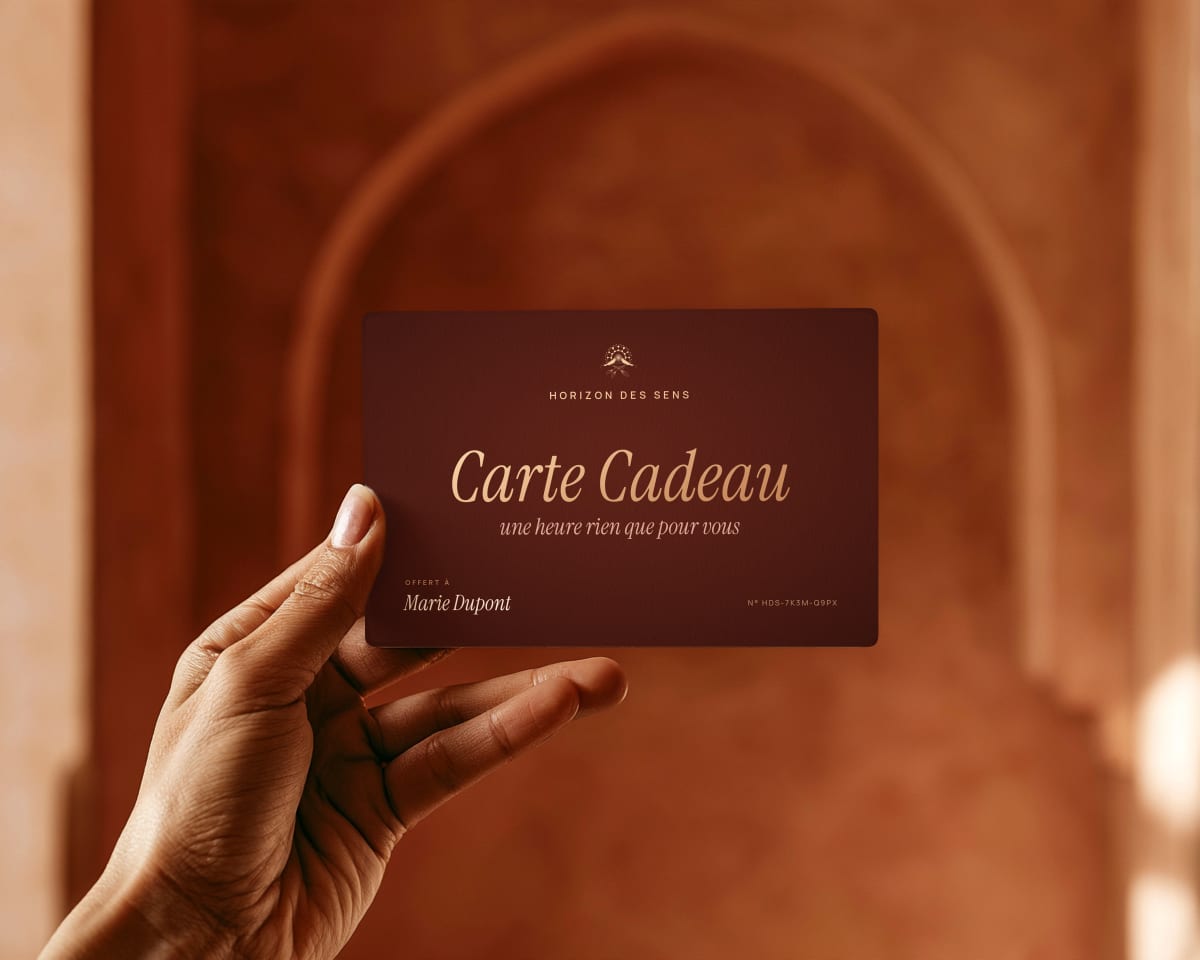 HORIZON DES SENS
Carte Cadeau
une heure rien que pour vous
OFFERT À
Marie Dupont
N° HDS-7K3M-Q9PX